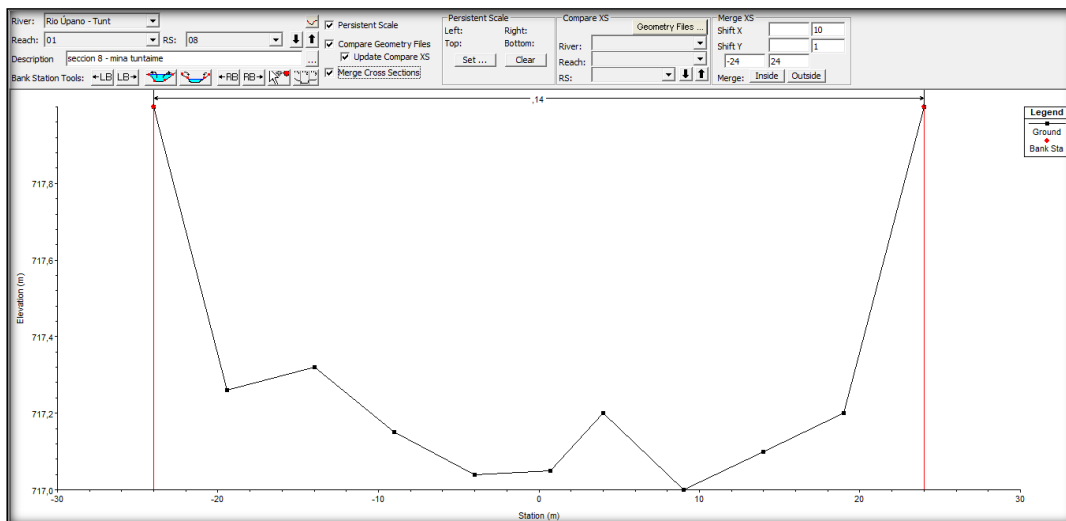 River: Rio Úpano - Tunt
Reach: 01 RS: 08
Description seccion 8 - mina tuntaime ...
Bank Station Tools: LB LB RB RB
Persistent Scale
Compare Geometry Files
Update Compare XS
Merge Cross Sections
Persistent Scale
Left: Right:
Top: Bottom:
Set ... Clear
Compare XS
Geometry Files ...
River:
Reach:
RS:
Merge XS
Shift X 10
Shift Y 1
-24 24
Merge: Inside Outside
,14
Legend
Ground
Bank Sta
717,8
717,6
717,4
717,2
717,0
Elevation (m)
-30 -20 -10 0 10 20 30
Station (m)